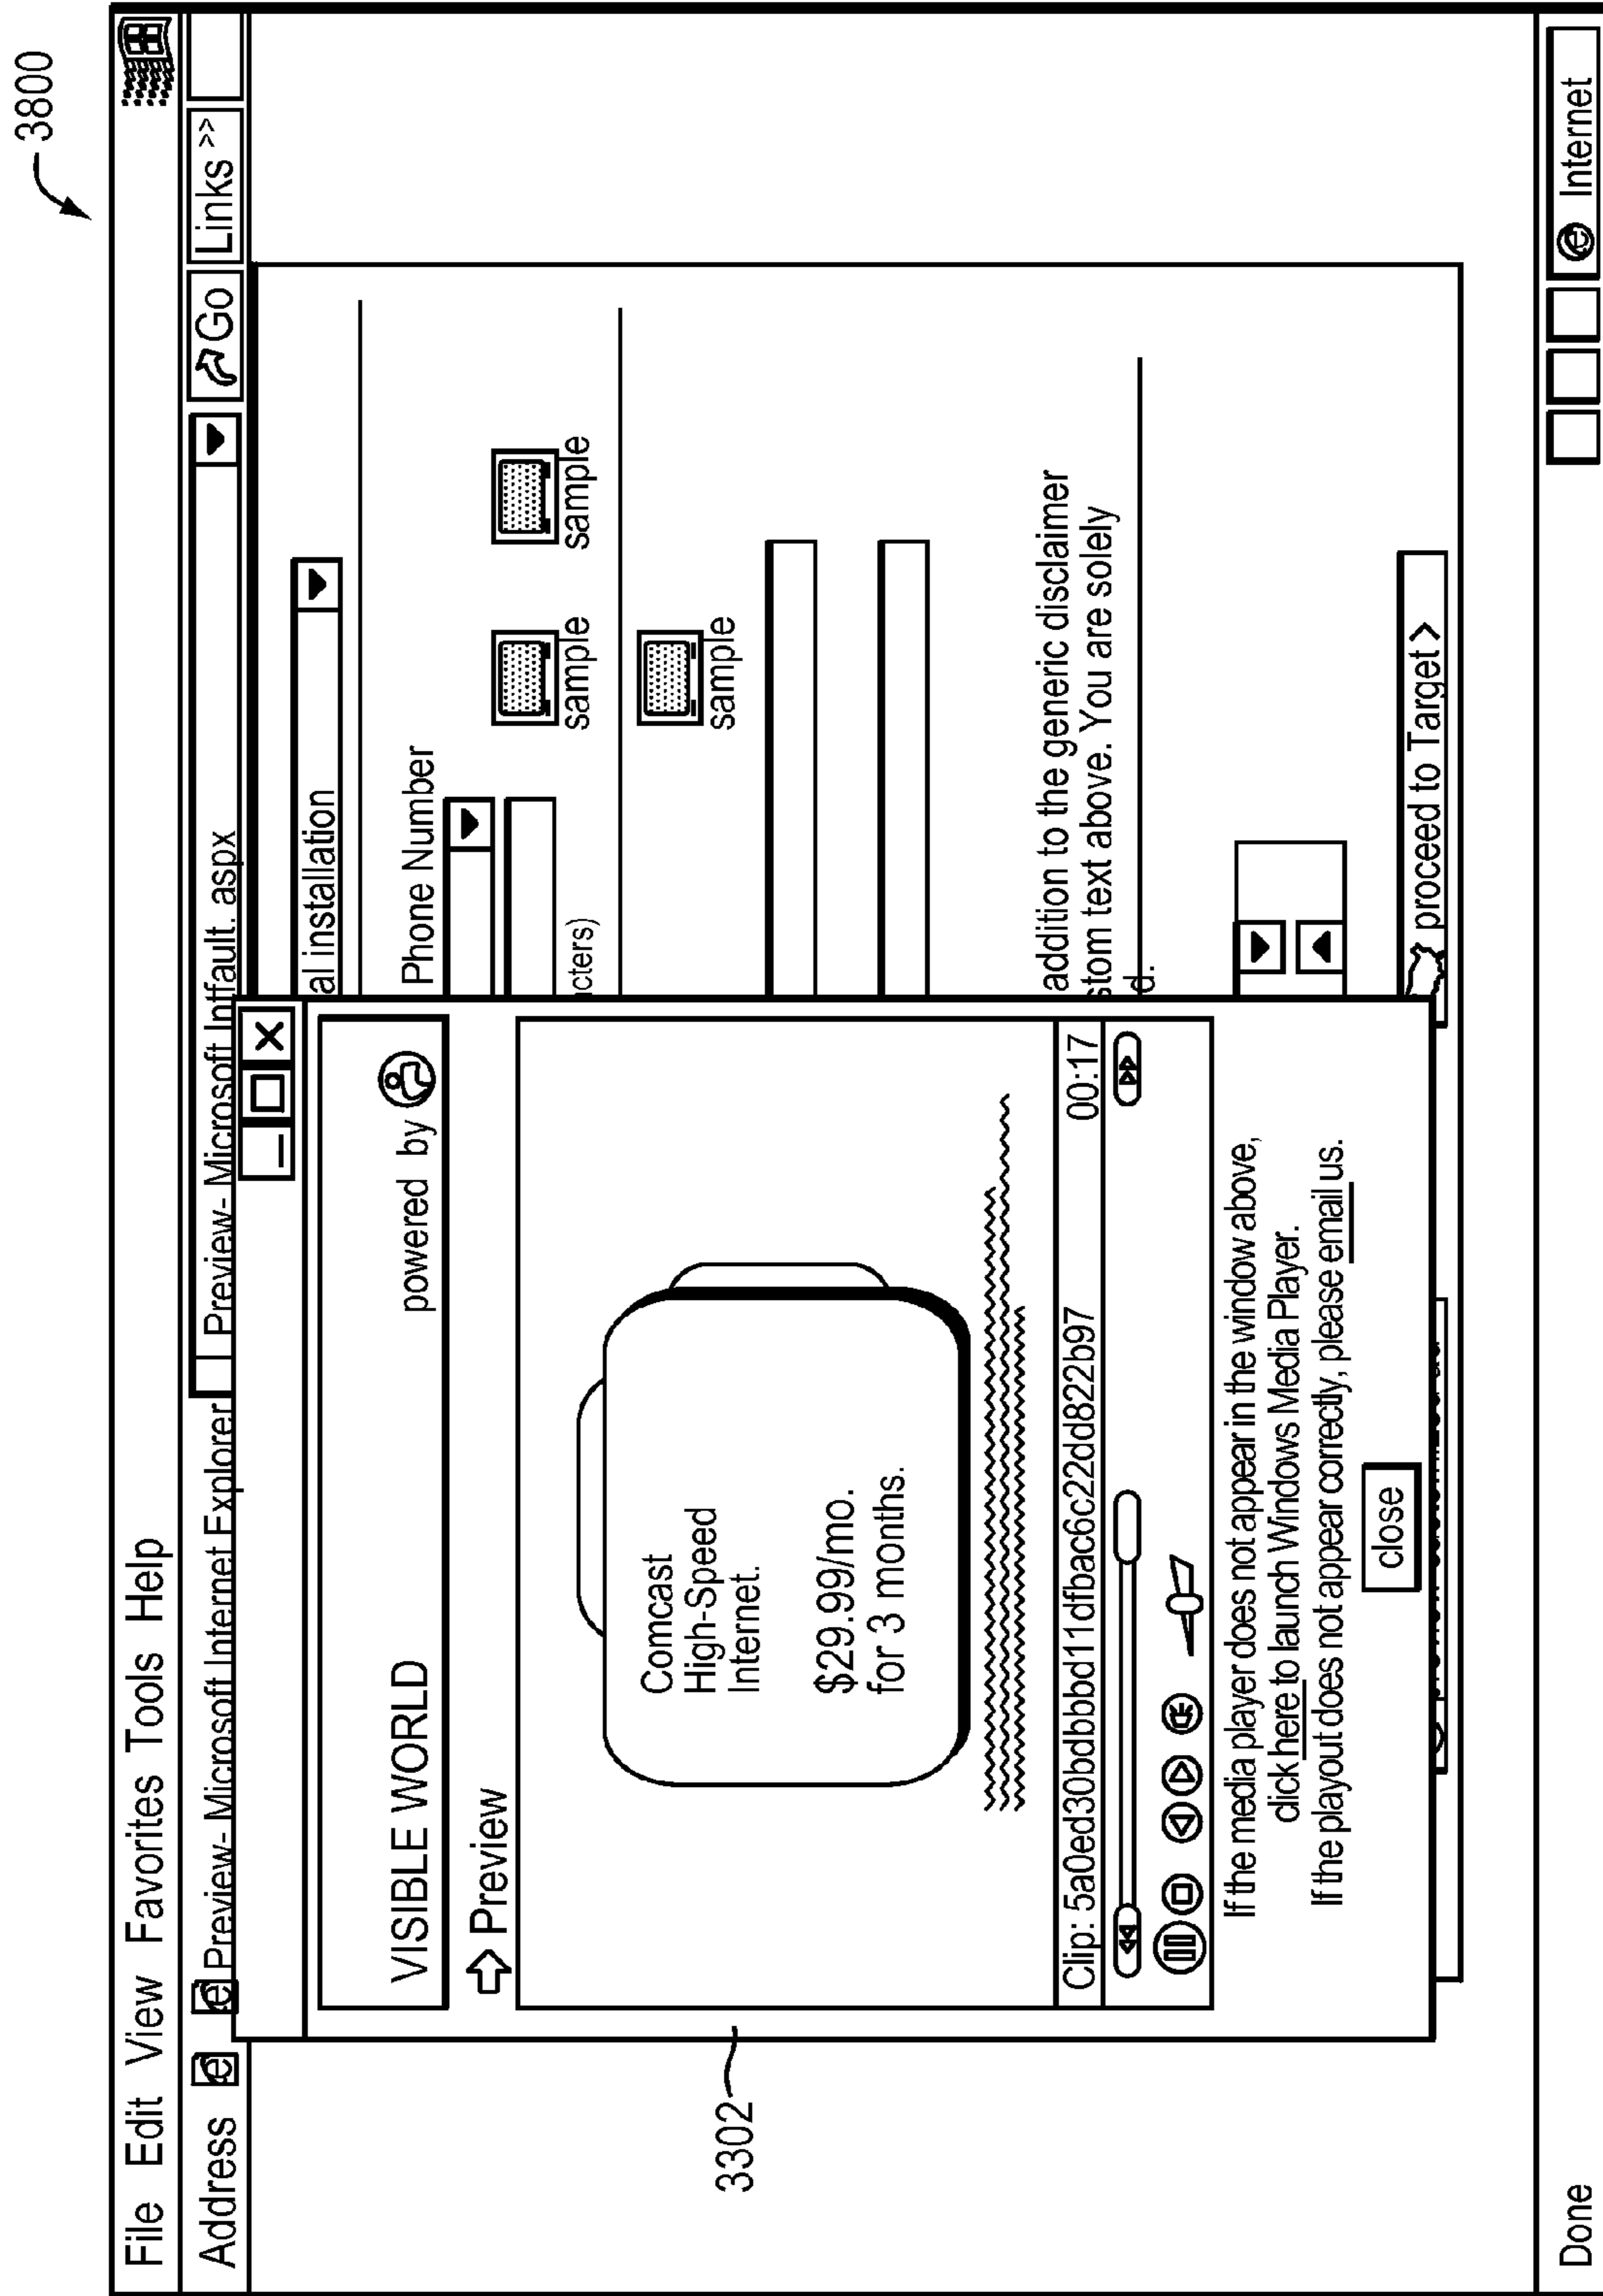 3800
File Edit View Favorites Tools Help
Address Preview- Microsoft Internet Explorer Preview- Microsoft Intfault. aspx Go Links >>
al installation
VISIBLE WORLD powered by
Phone Number
Preview
sample sample
cters)
sample
Comcast
High-Speed
Internet.
$29.99/mo.
for 3 months.
3302
addition to the generic disclaimer
stom text above. You are solely
d.
Clip: 5a0ed30bdbbbd11dfbac6c22dd822b97 00:17
If the media player does not appear in the window above,
click here to launch Windows Media Player.
If the playout does not appear correctly, please email us.
close
proceed to Target >
Done Internet